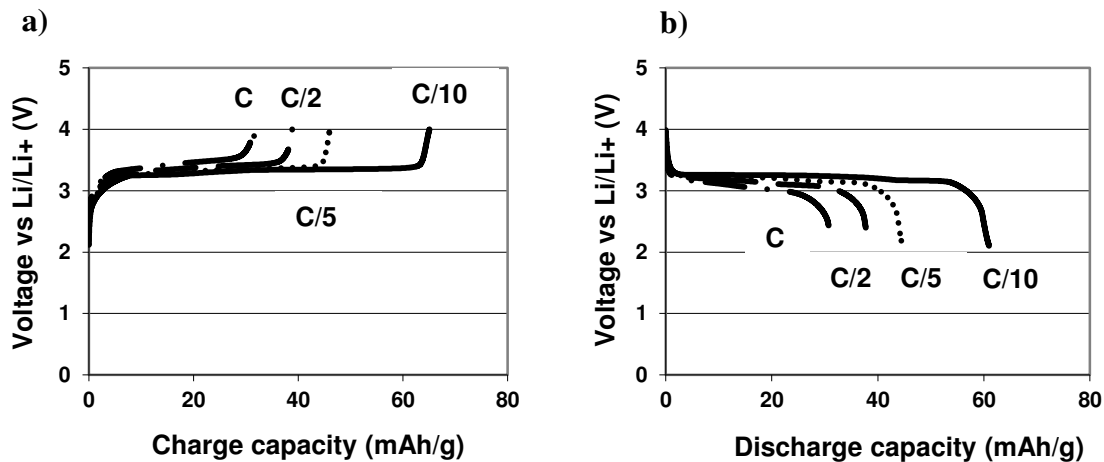 a)
5
4
3
2
1
0
Voltage vs Li/Li+ (V)
C
C/2
C/10
C/5
0
20
40
60
80
Charge capacity (mAh/g)
b)
5
4
3
2
1
0
Voltage vs Li/Li+ (V)
C
C/2
C/5
C/10
0
20
40
60
80
Discharge capacity (mAh/g)